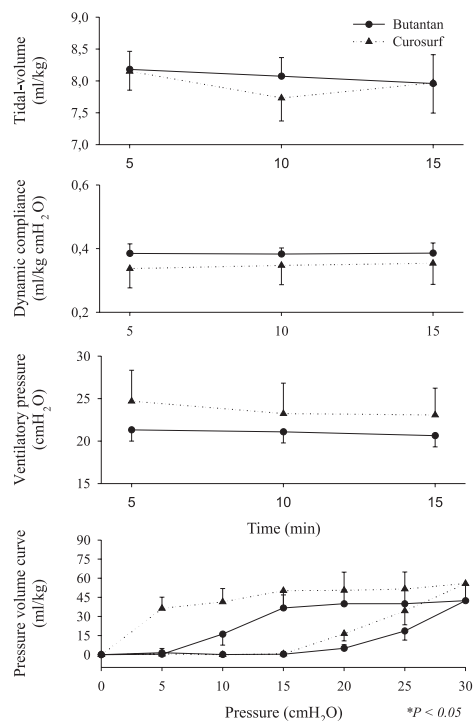 Butantan
Curosurf
Tidal-volume
(ml/kg)
9,0
8,5
8,0
7,5
7,0
5 10 15
Dynamic compliance
(ml/kg cmH2O)
0,6
0,4
0,2
5 10 15
Ventilatory pressure
(cmH2O)
30
25
20
15
5 10 15
Time (min)
Pressure volume curve
ml/kg)
90
75
60
45
30
15
0
0 5 10 15 20 25 30
Pressure (cmH2O)
*P < 0.05